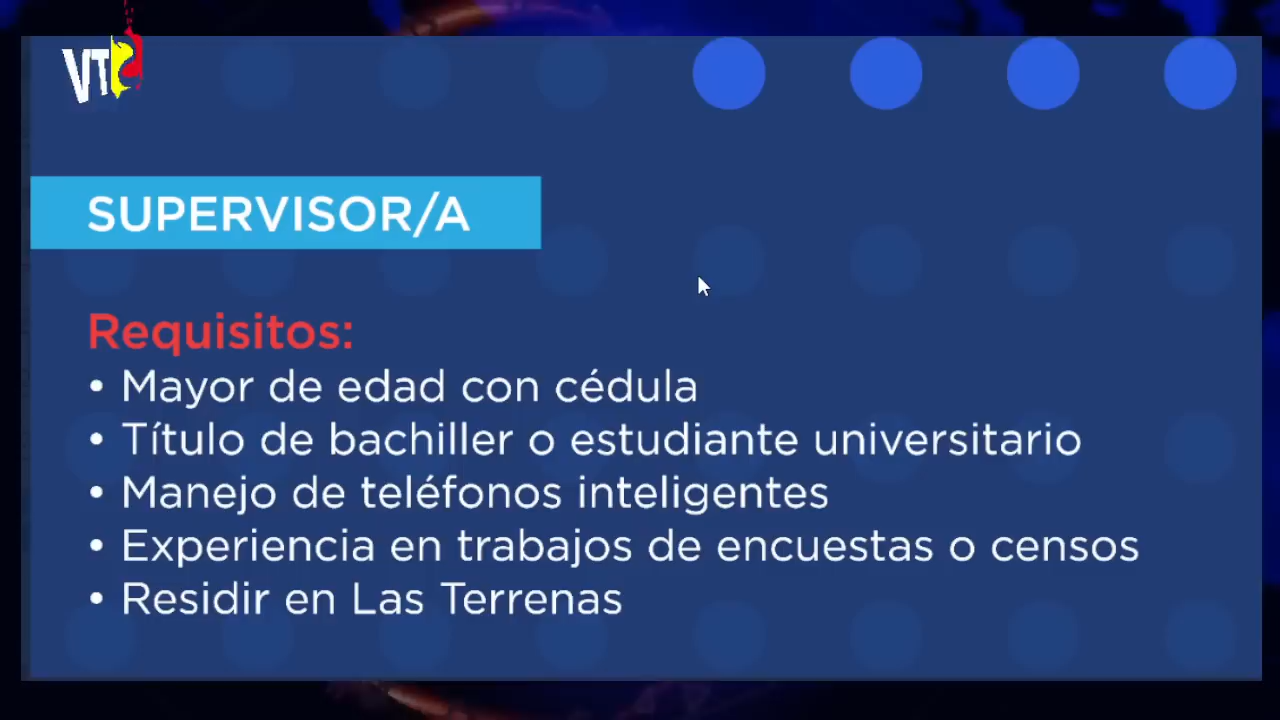 VT
SUPERVISOR/A
Requisitos:
• Mayor de edad con cédula
• Título de bachiller o estudiante universitario
• Manejo de teléfonos inteligentes
• Experiencia en trabajos de encuestas o censos
• Residir en Las Terrenas